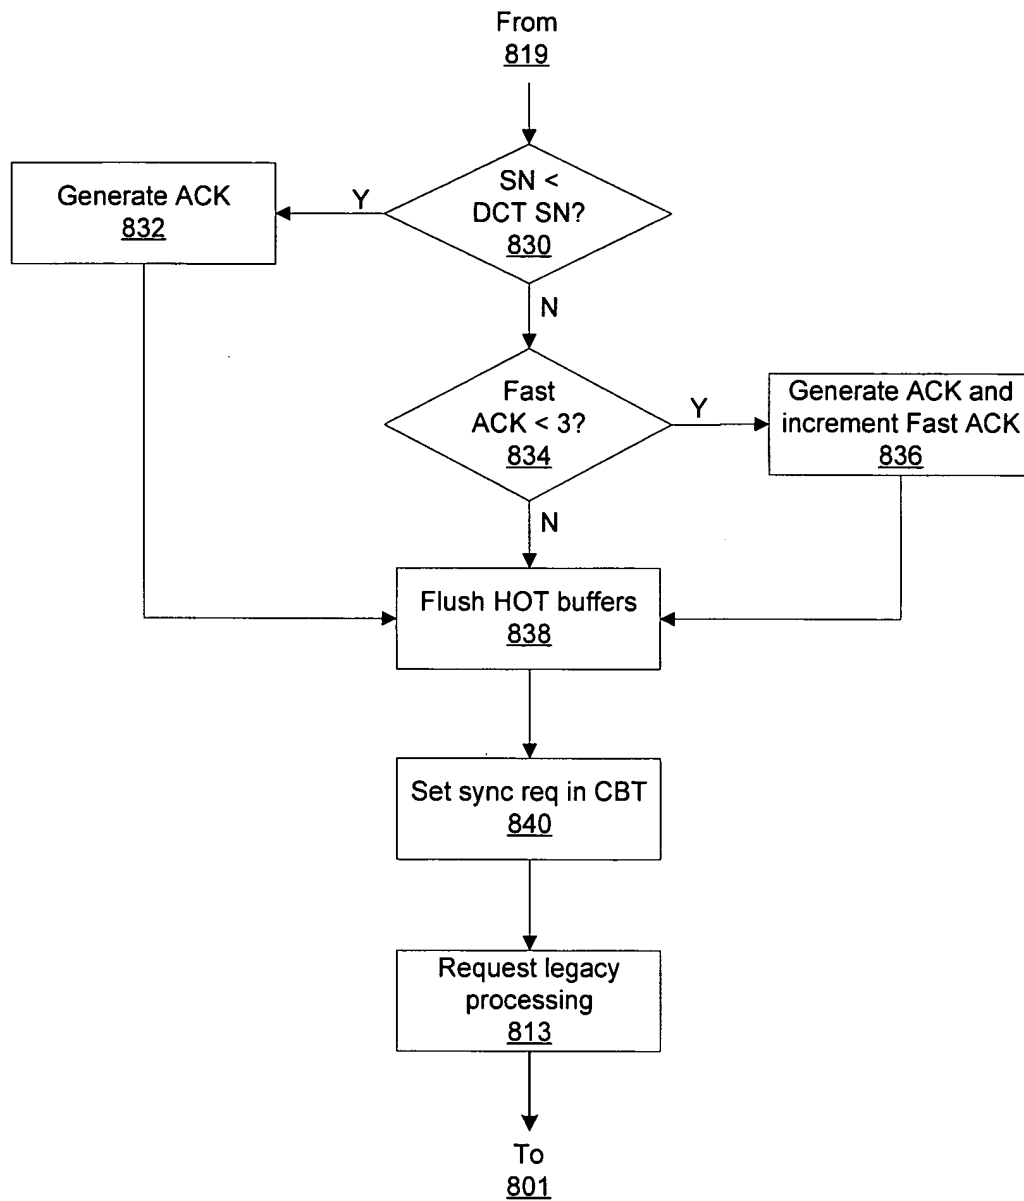 From
819
SN <
DCT SN?
830
Y
Generate ACK
832
N
Fast
ACK < 3?
834
Y
Generate ACK and
increment Fast ACK
836
N
Flush HOT buffers
838
Set sync req in CBT
840
Request legacy
processing
813
To
801